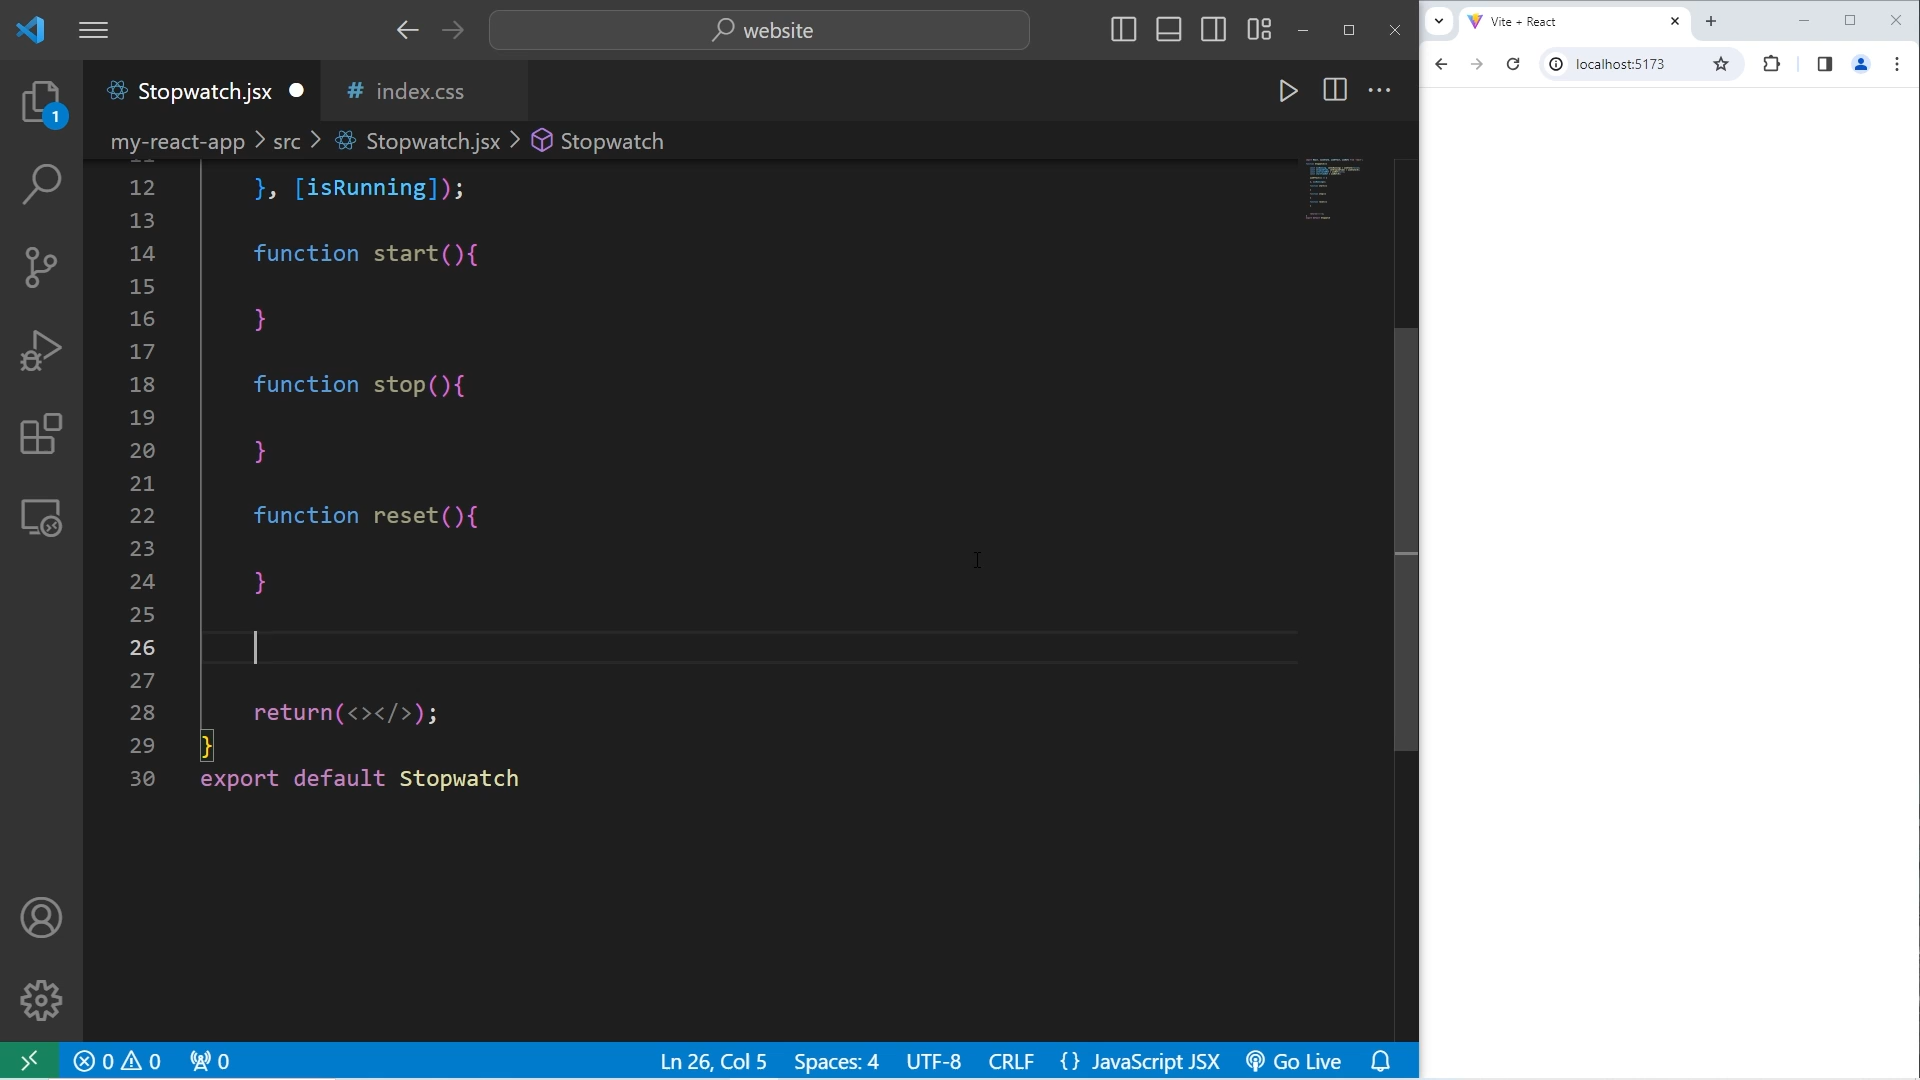 website
Vite + React
localhost:5173
Stopwatch.jsx
# index.css
1
my-react-app > src > Stopwatch.jsx > Stopwatch
12 }, [isRunning]);
13
14 function start(){
15
16 }
17
18 function stop(){
19
20 }
21
22 function reset(){
23
24 }
25
26
27
28 return(<></>);
29 }
30 export default Stopwatch
0 0 0 Ln 26, Col 5 Spaces: 4 UTF-8 CRLF {} JavaScript JSX Go Live